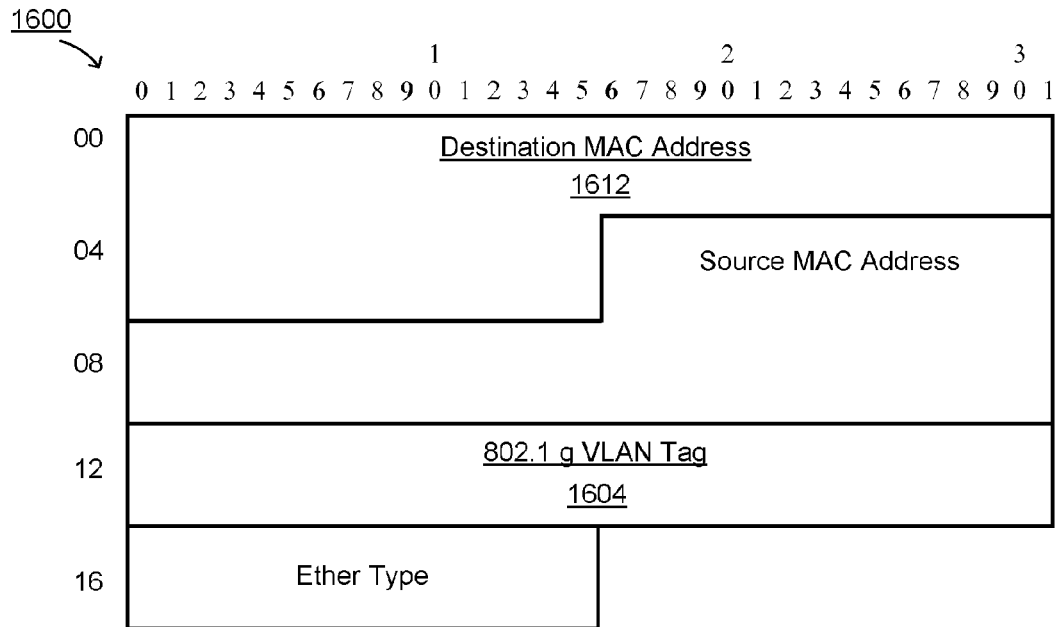 1600
1 2 3
0 1 2 3 4 5 6 7 8 9 0 1 2 3 4 5 6 7 8 9 0 1 2 3 4 5 6 7 8 9 0 1
00
Destination MAC Address
1612
04
Source MAC Address
08
802.1 g VLAN Tag
12
1604
Ether Type
16